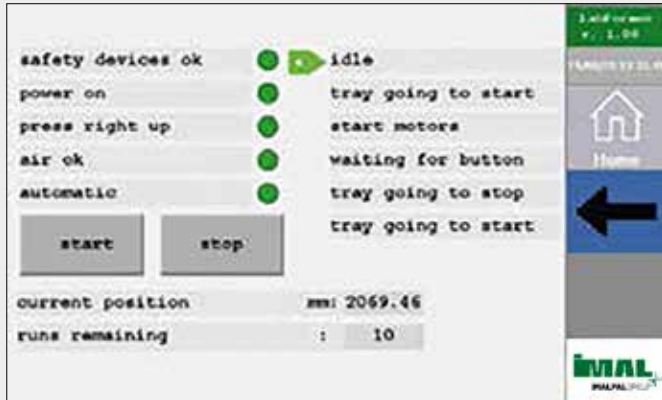 safety devices ok
idle
power on
tray going to start
press right up
start motors
air ok
waiting for button
automatic
tray going to stop
tray going to start
start
stop
current position mm: 2069.46
runs remaining : 10
v. 1.00
Home
IMAL